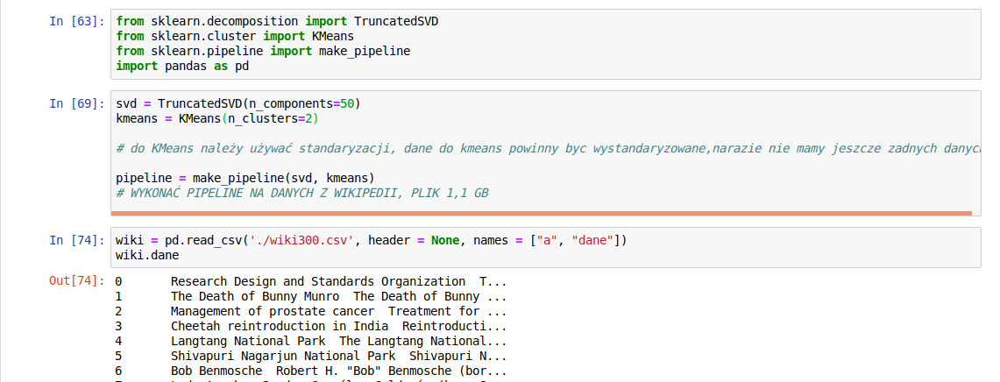 In [63]: from sklearn.decomposition import TruncatedSVD
from sklearn.cluster import KMeans
from sklearn.pipeline import make_pipeline
import pandas as pd
In [69]: svd = TruncatedSVD(n_components=50)
kmeans = KMeans(n_clusters=2)
# do KMeans należy używać standaryzacji, dane do kmeans powinny byc wystandaryzowane,narazie nie mamy jeszcze zadnych danych
pipeline = make_pipeline(svd, kmeans)
# WYKONAĆ PIPELINE NA DANYCH Z WIKIPEDII, PLIK 1,1 GB
In [74]: wiki = pd.read_csv('./wiki300.csv', header = None, names = ["a", "dane"])
wiki.dane
Out[74]: 0 Research Design and Standards Organization T...
1 The Death of Bunny Munro The Death of Bunny ...
2 Management of prostate cancer Treatment for ...
3 Cheetah reintroduction in India Reintroducti...
4 Langtang National Park The Langtang National...
5 Shivapuri Nagarjun National Park Shivapuri N...
6 Bob Benmosche Robert H. "Bob" Benmosche (bor...